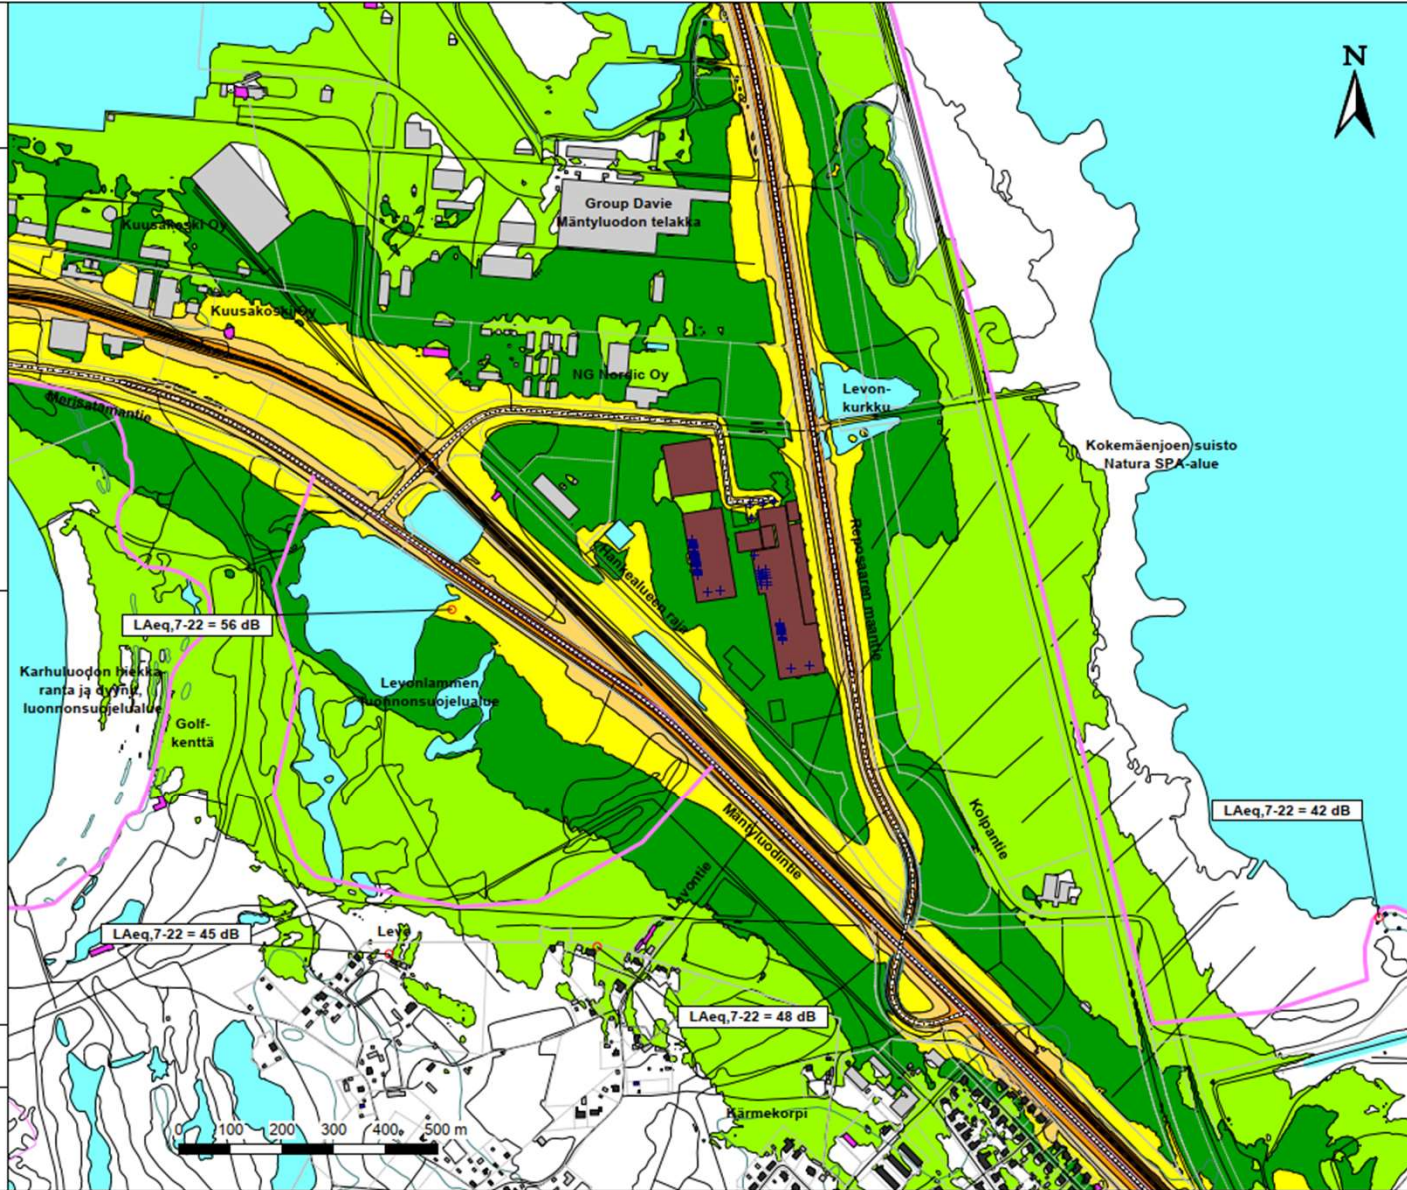 N
Group Davie
Mäntyluodon telakka
Kuusakoski Oy
Kuusakoski Oy
NG Nordic Oy
Levon-
kurkku
Merisatamantie
Kokemäenjoen suisto
Natura SPA-alue
Reposaaren maantie
Hankealueen raja
LAeq,7-22 = 56 dB
Karhuluodon hiekka-
ranta ja dyynit,
luonnonsuojelualue
Levonlammen
luonnonsuojelualue
Golf-
kenttä
Mäntyluodintie
Kolpantie
LAeq,7-22 = 42 dB
Levontie
LAeq,7-22 = 45 dB
Levo
LAeq,7-22 = 48 dB
Kärmekorpi
0 100 200 300 400 500 m